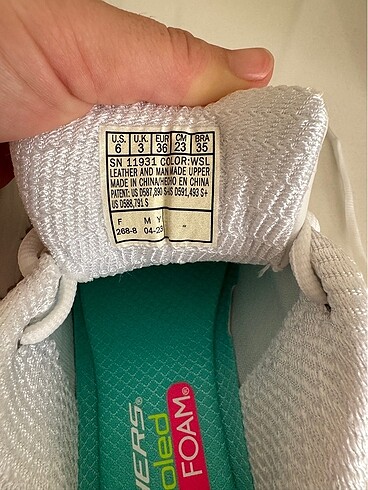 U.S. U.K. EUR CM BRA
6 3 36 23 35
SN 11931 COLOR:WSL
LEATHER AND MAN MADE UPPER
MADE IN CHINA/HECHO EN CHINA
PATENT: US D587,890 S+US D591,493 S+
US D588,791 S
F M Y
268-8 04-23
ERS®
oled
FOAM®